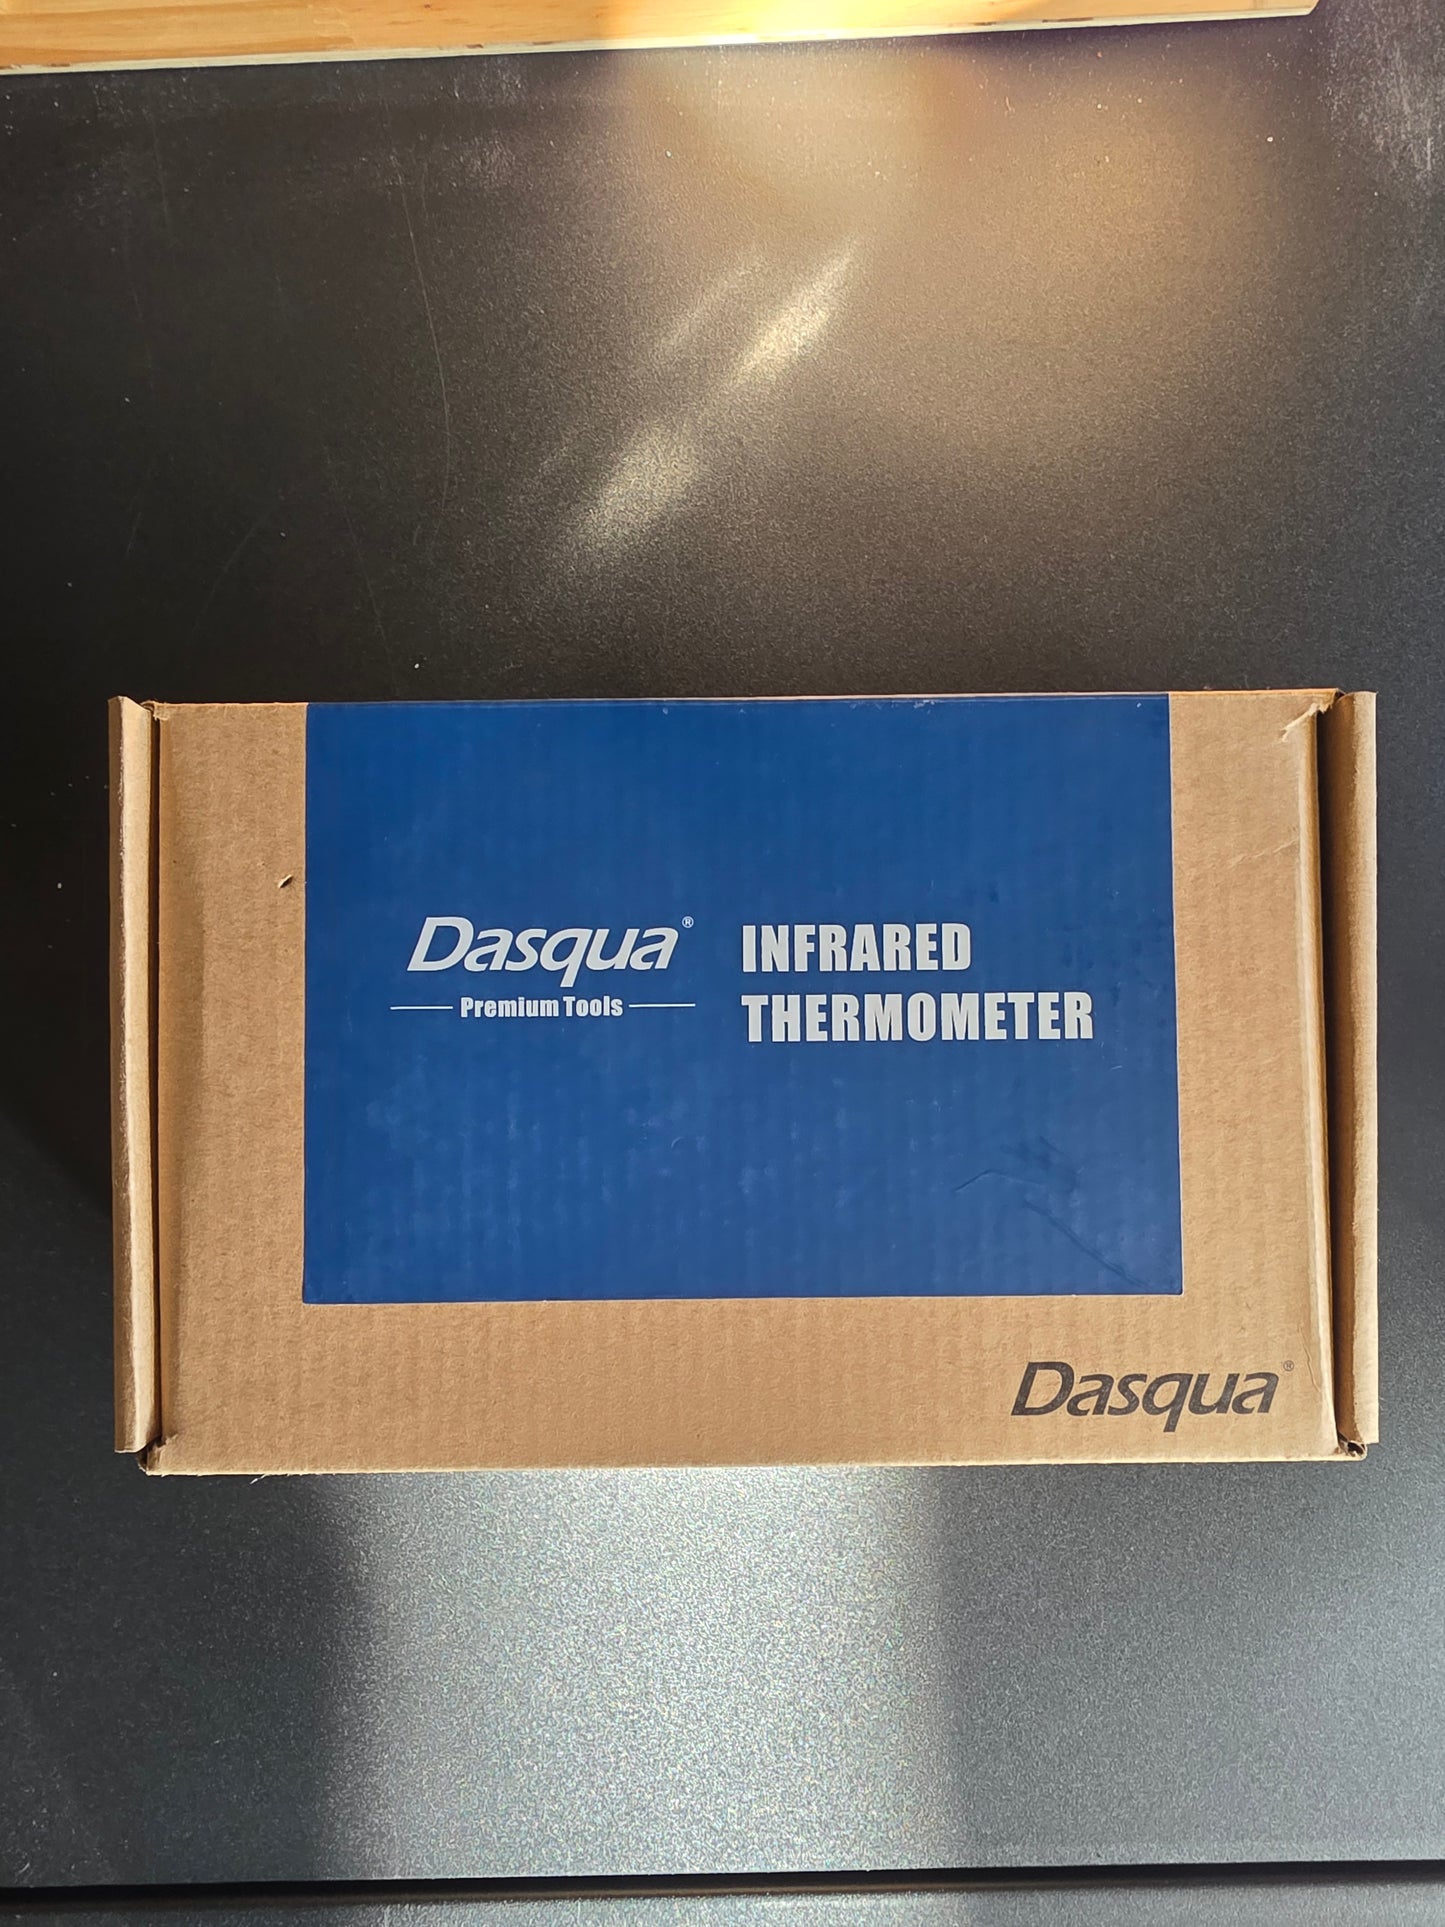 Dasqua®
Premium Tools
INFRARED
THERMOMETER
Dasqua®